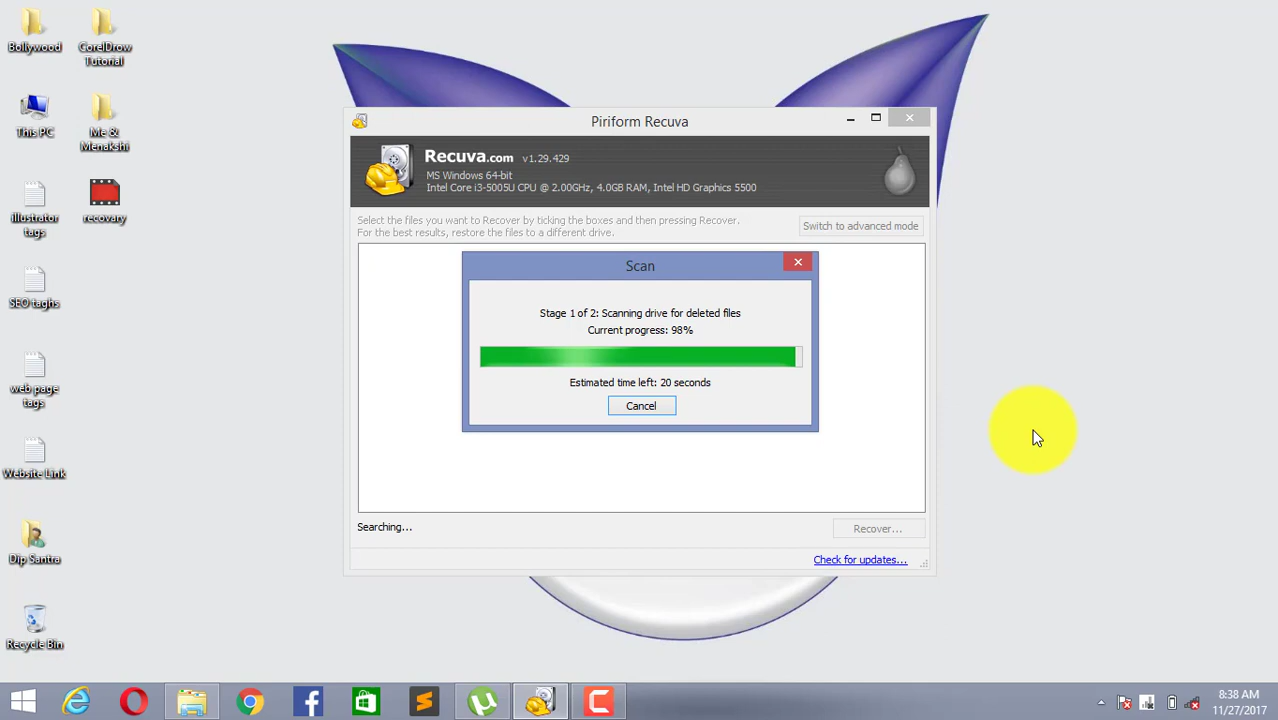 Bollywood
CorelDrow
Tutorial
This PC
Me &
Menakshi
illustrator
tags
recovary
SEO taghs
web page
tags
Website Link
Dip Santra
Recycle Bin
Piriform Recuva
Recuva.com v1.29.429
MS Windows 64-bit
Intel Core i3-5005U CPU @ 2.00GHz, 4.0GB RAM, Intel HD Graphics 5500
Select the files you want to Recover by ticking the boxes and then pressing Recover.
For the best results, restore the files to a different drive.
Switch to advanced mode
Scan
Stage 1 of 2: Scanning drive for deleted files
Current progress: 98%
Estimated time left: 20 seconds
Cancel
Searching...
Recover...
Check for updates...
8:38 AM
11/27/2017